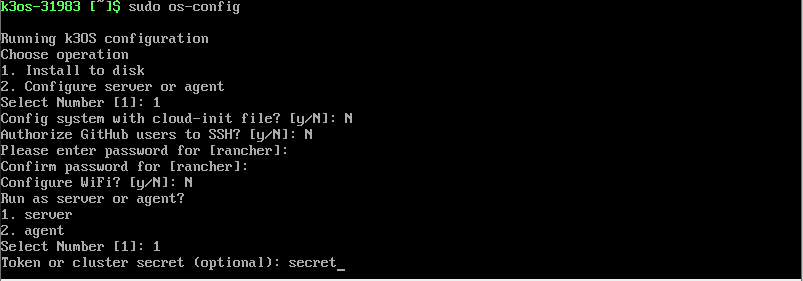 k3os-31983 [~]$ sudo os-config
Running k3OS configuration
Choose operation
1. Install to disk
2. Configure server or agent
Select Number [1]: 1
Config system with cloud-init file? [y/N]: N
Authorize GitHub users to SSH? [y/N]: N
Please enter password for [rancher]:
Confirm password for [rancher]:
Configure WiFi? [y/N]: N
Run as server or agent?
1. server
2. agent
Select Number [1]: 1
Token or cluster secret (optional): secret_